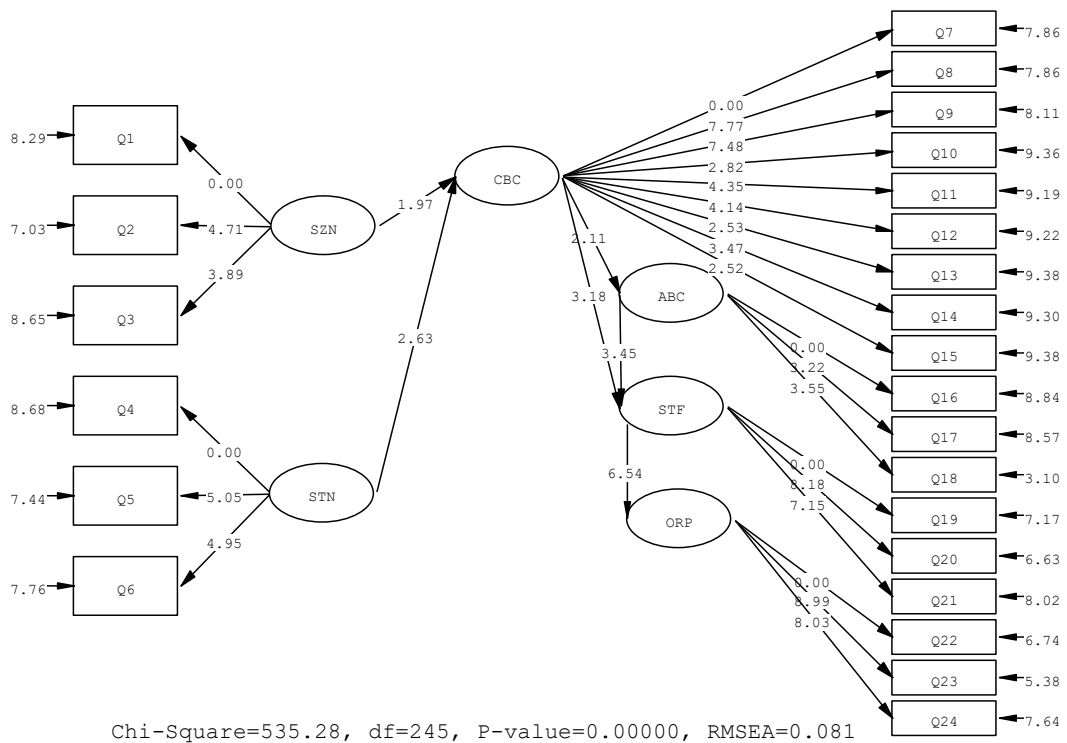 Q7
7.86
Q8
7.86
Q9
8.11
Q10
9.36
Q11
9.19
Q12
9.22
Q13
9.38
Q14
9.30
Q15
9.38
Q16
8.84
Q17
8.57
Q18
3.10
Q19
7.17
Q20
6.63
Q21
8.02
Q22
6.74
Q23
5.38
Q24
7.64
8.29
Q1
7.03
Q2
8.65
Q3
8.68
Q4
7.44
Q5
7.76
Q6
0.00
4.71
3.89
SZN
0.00
5.05
4.95
STN
1.97
2.63
CBC
0.00
7.77
7.48
2.82
4.35
4.14
2.53
3.47
2.52
2.11
3.18
ABC
3.45
STF
6.54
ORP
0.00
3.22
3.55
0.00
8.18
7.15
0.00
8.99
8.03
Chi-Square=535.28, df=245, P-value=0.00000, RMSEA=0.081